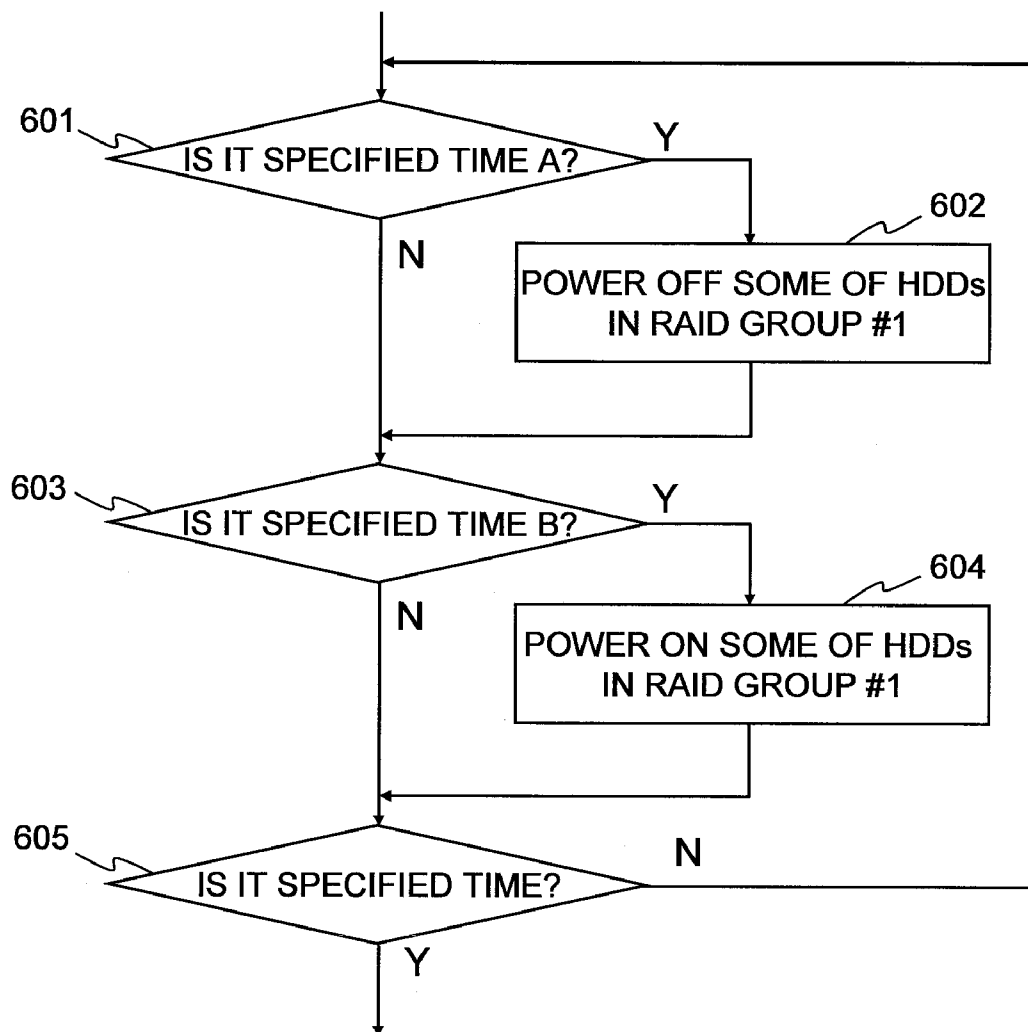 601
IS IT SPECIFIED TIME A?
Y
N
602
POWER OFF SOME OF HDDs
IN RAID GROUP #1
603
IS IT SPECIFIED TIME B?
Y
N
604
POWER ON SOME OF HDDs
IN RAID GROUP #1
605
IS IT SPECIFIED TIME?
N
Y